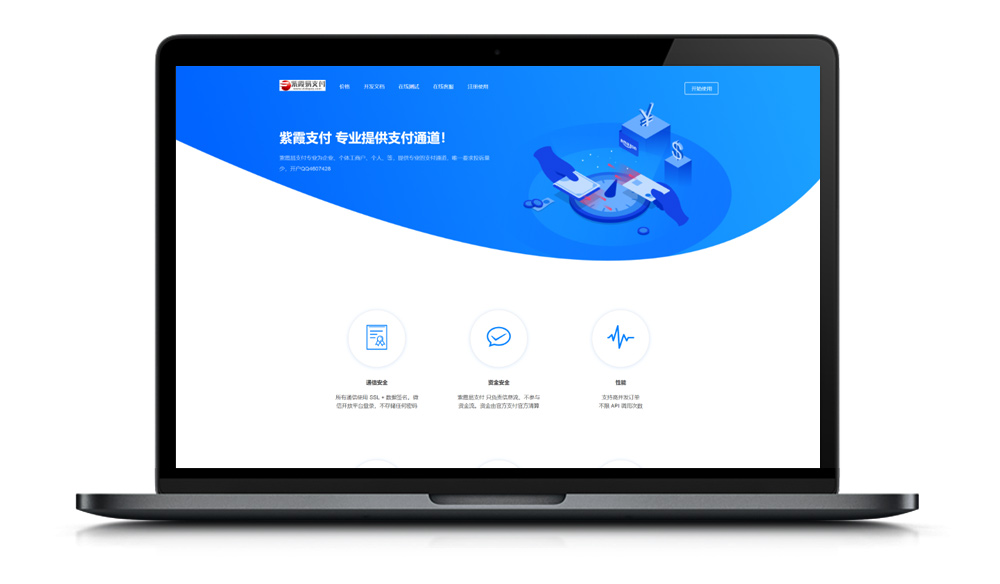 紫霞易支付
价格
开发文档
在线测试
在线客服
注册使用
开始使用
紫霞支付 专业提供支付通道！
紫霞易支付专业为企业、个体工商户、个人、等，提供专业的支付通道，唯一要求投诉率
少，开户QQ4607428
¥
$
通信安全
资金安全
性能
所有通信使用 SSL + 数据签名，微
信开放平台登录，不存储任何密码
紫霞易支付 只负责信息流，不参与
资金流。资金由官方支付官方清算
支持高并发订单
不限 API 调用次数